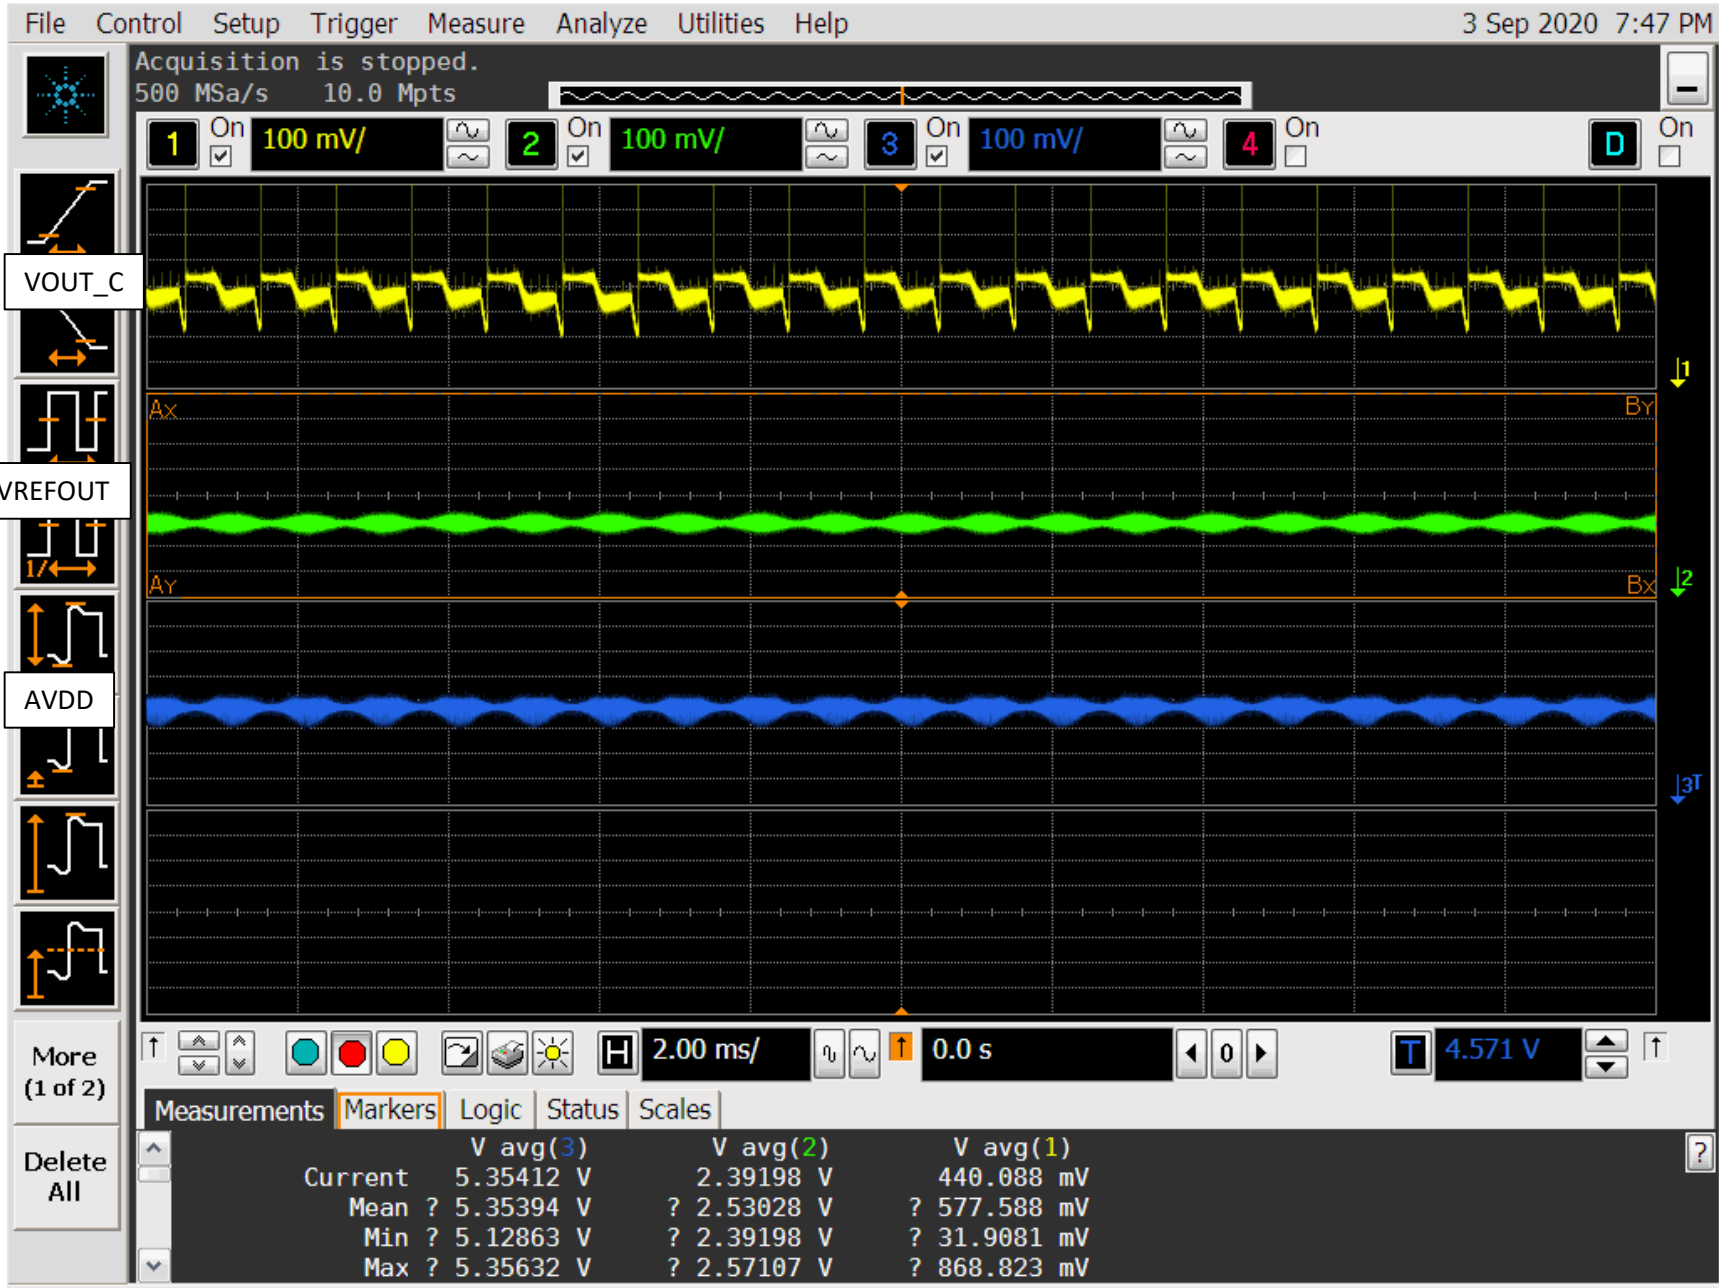 File Control Setup Trigger Measure Analyze Utilities Help 3 Sep 2020 7:47 PM
Acquisition is stopped.
500 MSa/s 10.0 Mpts
1 On 100 mV/ 2 On 100 mV/ 3 On 100 mV/ 4 On D On
VOUT_C
1
Ax By
VREFOUT
1/
Ay Bx 2
AVDD
3T
More
(1 of 2)
Delete
All
H 2.00 ms/ 0.0 s 0 T 4.571 V
Measurements Markers Logic Status Scales
V avg(3) V avg(2) V avg(1) ?
Current 5.35412 V 2.39198 V 440.088 mV
Mean ? 5.35394 V ? 2.53028 V ? 577.588 mV
Min ? 5.12863 V ? 2.39198 V ? 31.9081 mV
Max ? 5.35632 V ? 2.57107 V ? 868.823 mV